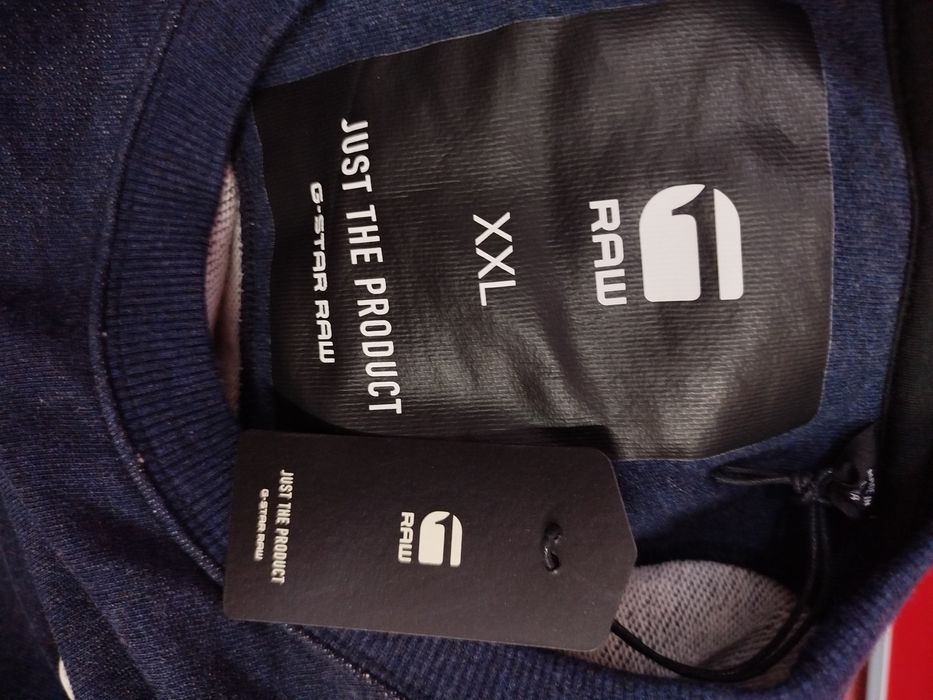 RAW
XXL
JUST THE PRODUCT
G-STAR RAW
RAW
JUST THE PRODUCT
G-STAR RAW